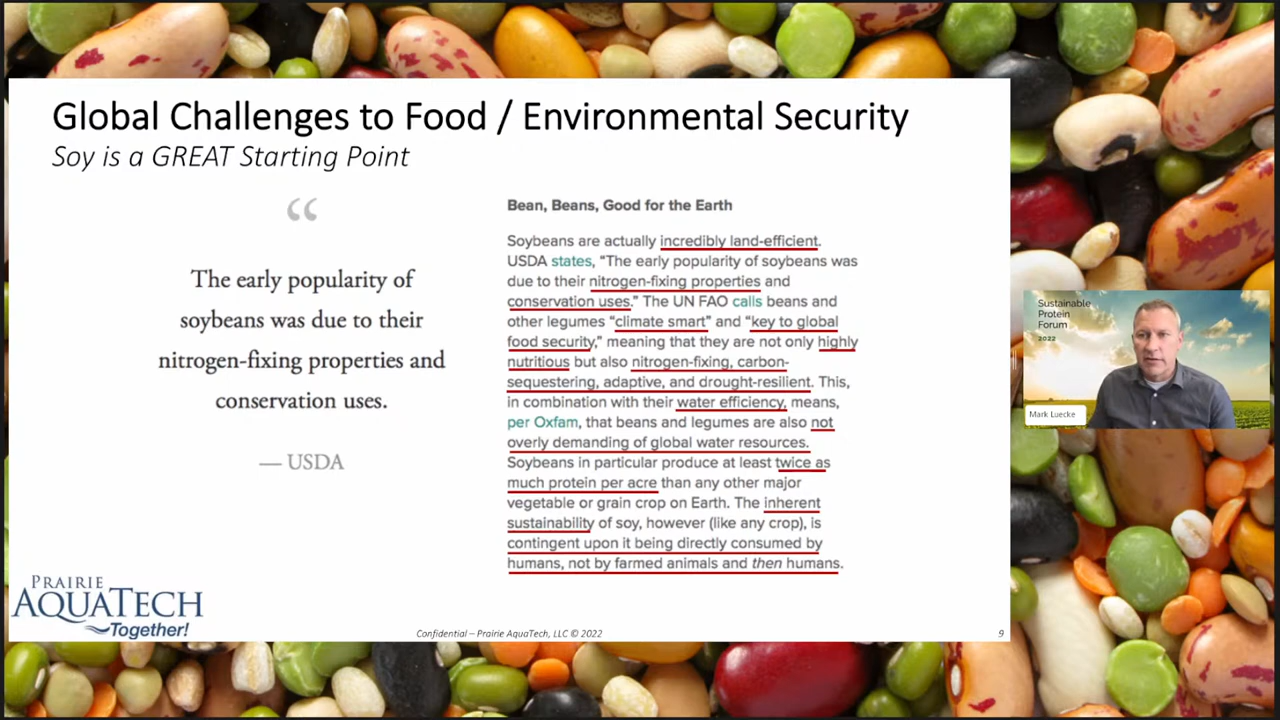 Global Challenges to Food / Environmental Security
Soy is a GREAT Starting Point
“
The early popularity of
soybeans was due to their
nitrogen-fixing properties and
conservation uses.
— USDA
Bean, Beans, Good for the Earth
Soybeans are actually incredibly land-efficient.
USDA states, “The early popularity of soybeans was
due to their nitrogen-fixing properties and
conservation uses.” The UN FAO calls beans and
other legumes “climate smart” and “key to global
food security,” meaning that they are not only highly
nutritious but also nitrogen-fixing, carbon-
sequestering, adaptive, and drought-resilient. This,
in combination with their water efficiency, means,
per Oxfam, that beans and legumes are also not
overly demanding of global water resources.
Soybeans in particular produce at least twice as
much protein per acre than any other major
vegetable or grain crop on Earth. The inherent
sustainability of soy, however (like any crop), is
contingent upon it being directly consumed by
humans, not by farmed animals and then humans.
PRAIRIE
AQUATECH
Together!
Confidential – Prairie AquaTech, LLC © 2022
9
Sustainable
Protein
Forum
2022
Mark Luecke